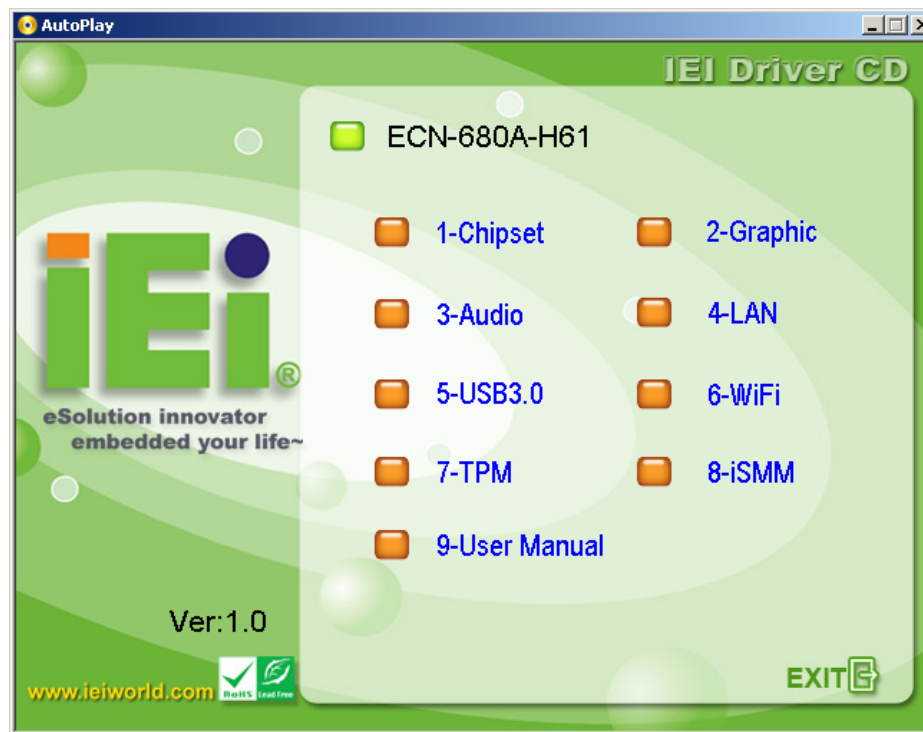 AutoPlay
IEI Driver CD
ECN-680A-H61
1-Chipset
2-Graphic
3-Audio
4-LAN
5-USB3.0
6-WiFi
7-TPM
8-iSMM
9-User Manual
iEi®
eSolution innovator
embedded your life~
Ver:1.0
www.ieiworld.com
RoHS
Lead Free
EXIT